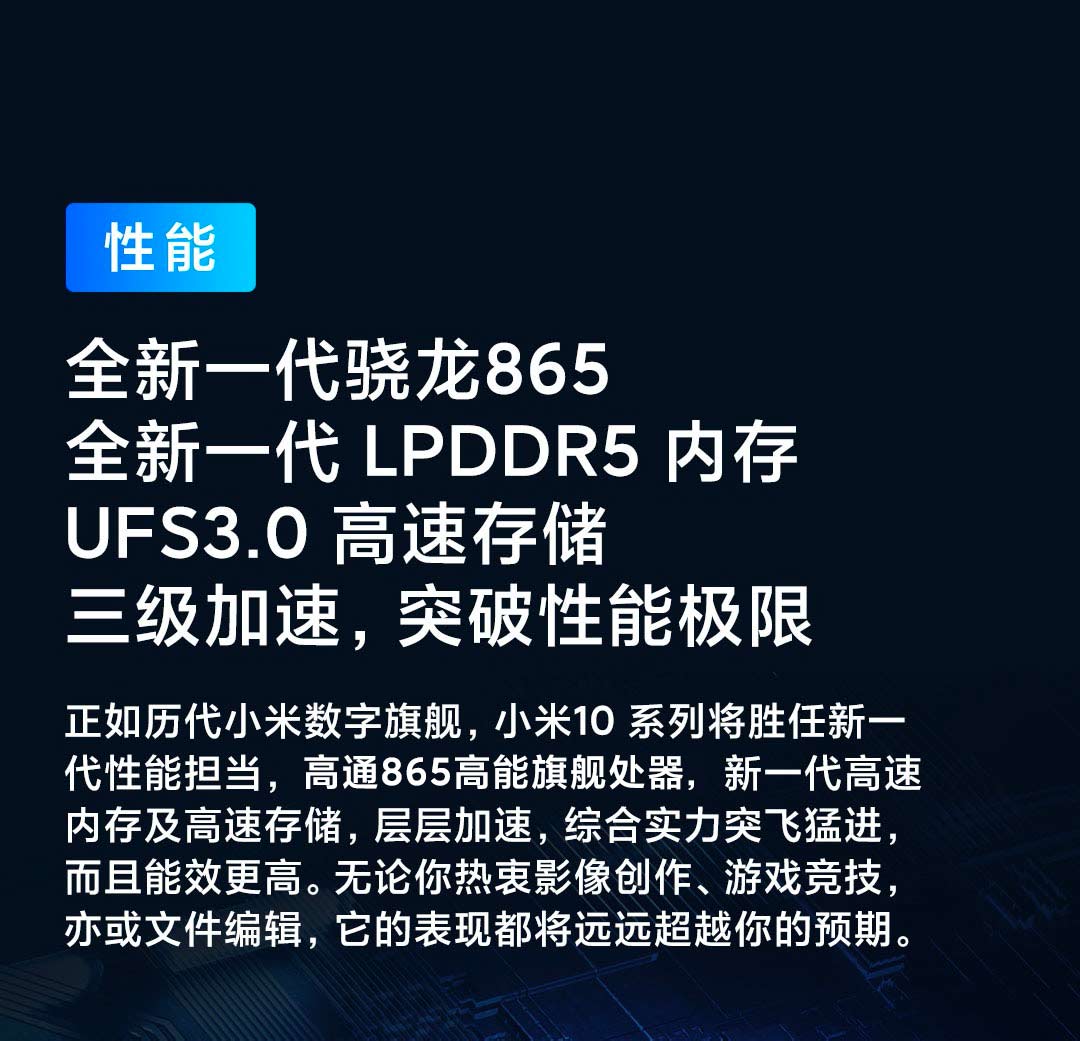 性能
全新一代骁龙865
全新一代 LPDDR5 内存
UFS3.0 高速存储
三级加速，突破性能极限
正如历代小米数字旗舰，小米10 系列将胜任新一
代性能担当，高通865高能旗舰处器，新一代高速
内存及高速存储，层层加速，综合实力突飞猛进，
而且能效更高。无论你热衷影像创作、游戏竞技，
亦或文件编辑，它的表现都将远远超越你的预期。